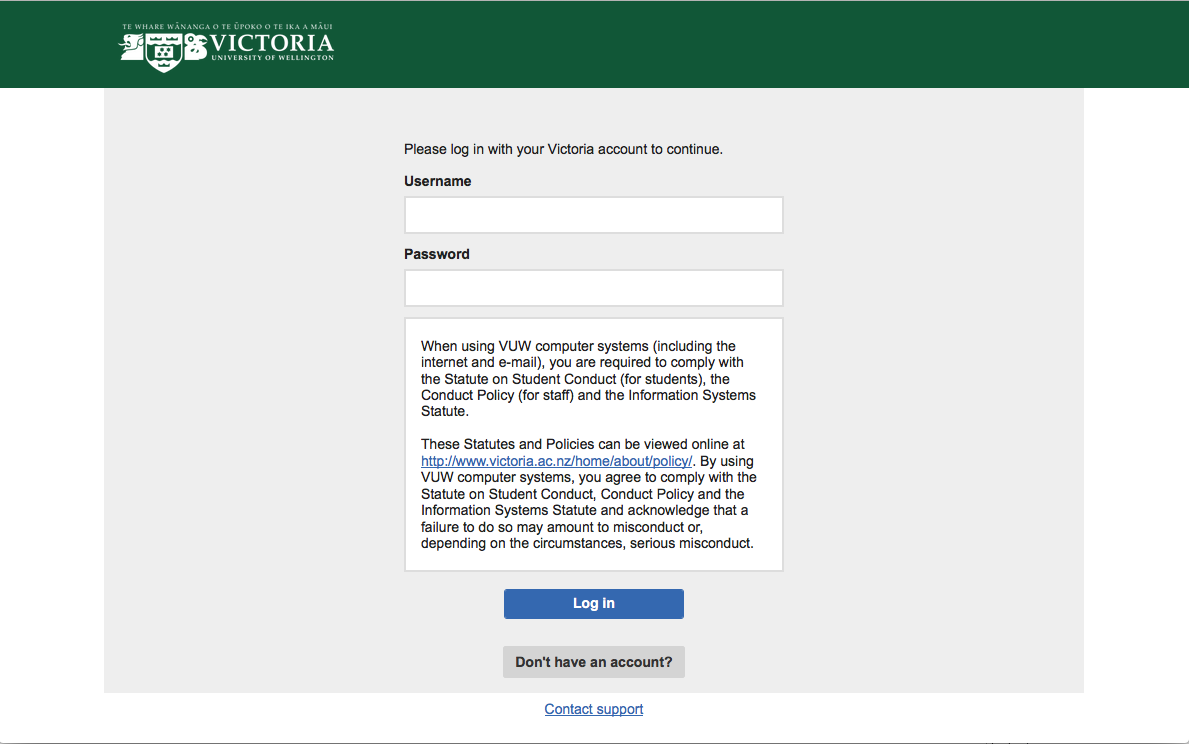 TE WHARE WĀNANGA O TE ŪPOKO O TE IKA A MĀUI
VICTORIA
UNIVERSITY OF WELLINGTON
Please log in with your Victoria account to continue.
Username
Password
When using VUW computer systems (including the
internet and e-mail), you are required to comply with
the Statute on Student Conduct (for students), the
Conduct Policy (for staff) and the Information Systems
Statute.
These Statutes and Policies can be viewed online at
http://www.victoria.ac.nz/home/about/policy/. By using
VUW computer systems, you agree to comply with the
Statute on Student Conduct, Conduct Policy and the
Information Systems Statute and acknowledge that a
failure to do so may amount to misconduct or,
depending on the circumstances, serious misconduct.
Log in
Don't have an account?
Contact support